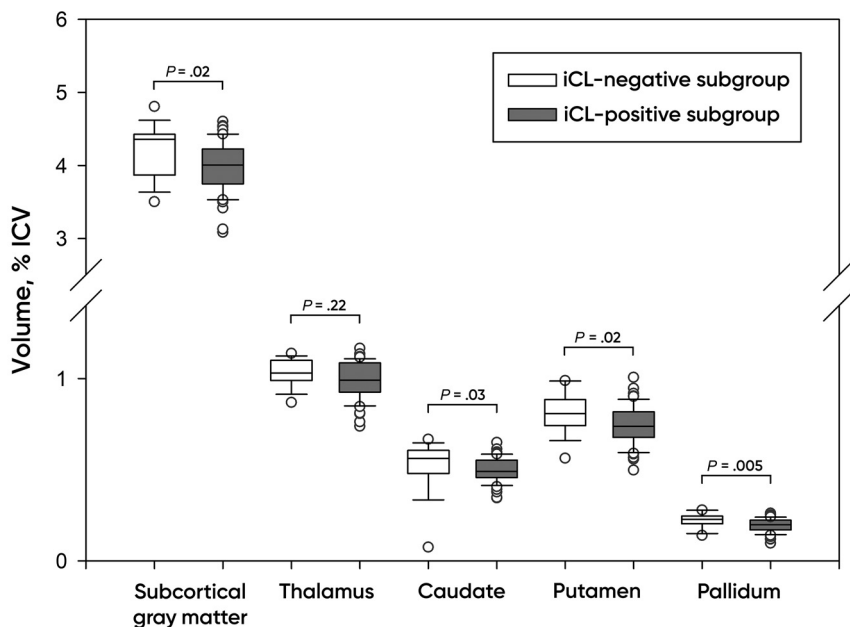 6
5
4
3
1
0
Volume, % ICV
iCL-negative subgroup
iCL-positive subgroup
P = .02
P = .22
P = .03
P = .02
P = .005
Subcortical
gray matter
Thalamus
Caudate
Putamen
Pallidum